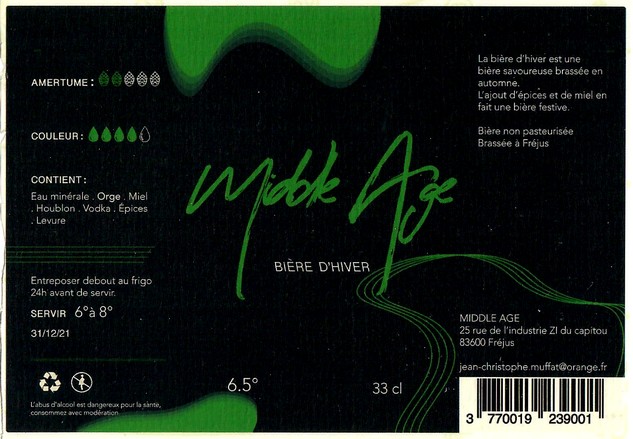 AMERTUME :
COULEUR :
CONTIENT :
Eau minérale . Orge . Miel
. Houblon . Vodka . Épices
. Levure
Entreposer debout au frigo
24h avant de servir.
SERVIR 6°à 8°
31/12/21
L'abus d'alcool est dangereux pour la santé,
consommez avec modération
Middle Age
BIÈRE D'HIVER
6.5°
33 cl
La bière d'hiver est une
bière savoureuse brassée en
automne.
L'ajout d'épices et de miel en
fait une bière festive.
Bière non pasteurisée
Brassée à Fréjus
MIDDLE AGE
25 rue de l'industrie ZI du capitou
83600 Fréjus
jean-christophe.muffat@orange.fr
3 770019 239001